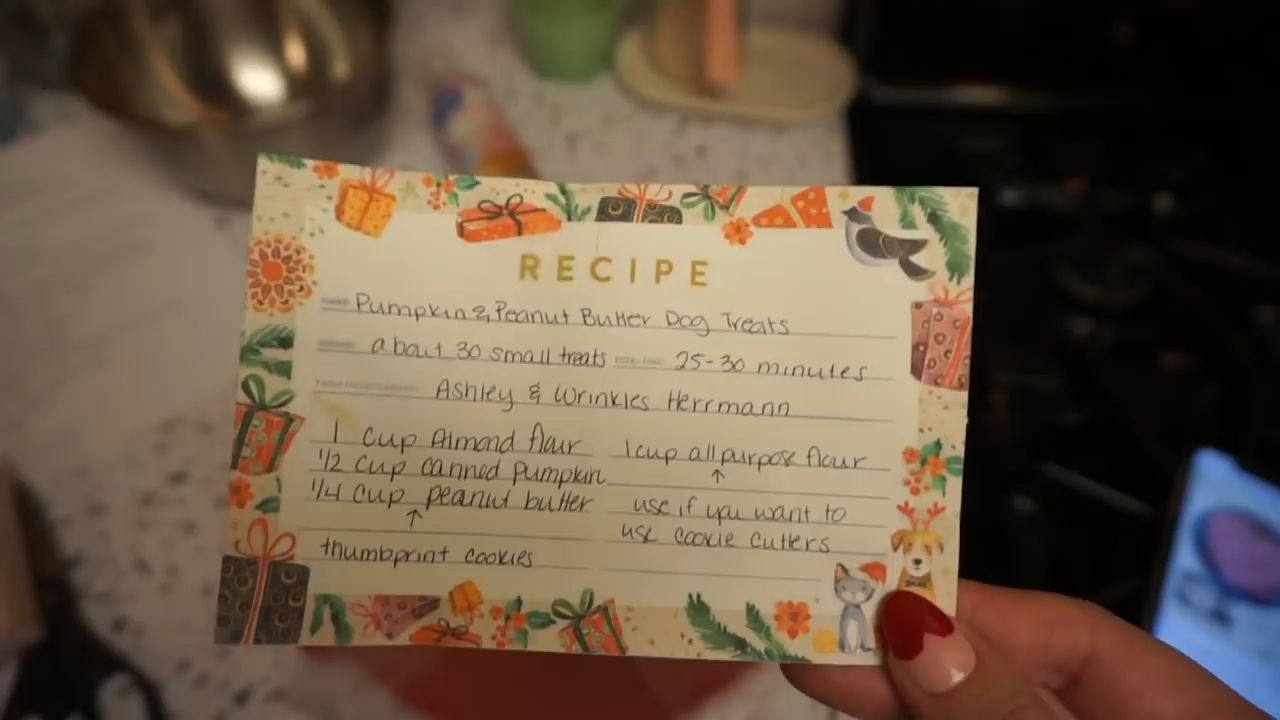 RECIPE
Pumpkin & Peanut Butter Dog Treats
about 30 small treats 25-30 minutes
Ashley & Wrinkles Herrmann
1 cup Almond flour
1/2 cup canned pumpkin
1/4 cup peanut butter
↑
thumbprint cookies
1 cup all purpose flour
↑
use if you want to
use cookie cutters